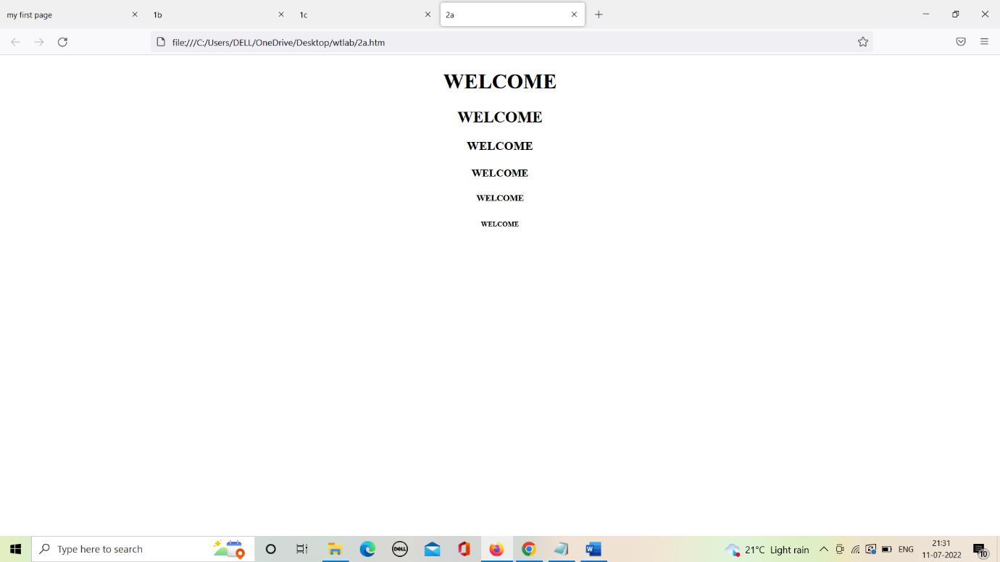 my first page 1b 1c 2a
file:///C:/Users/DELL/OneDrive/Desktop/wtlab/2a.htm
WELCOME
WELCOME
WELCOME
WELCOME
WELCOME
WELCOME
Type here to search
DELL
W
21°C Light rain
ENG
21:31
11-07-2022
10